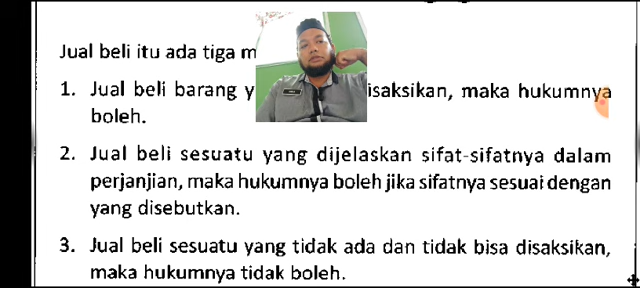 Jual beli itu ada tiga
1. Jual beli barang isaksikan, maka hukumnya
boleh.
2. Jual beli sesuatu yang dijelaskan sifat-sifatnya dalam
perjanjian, maka hukumnya boleh jika sifatnya sesuai dengan
yang disebutkan.
3. Jual beli sesuatu yang tidak ada dan tidak bisa disaksikan,
maka hukumnya tidak boleh.